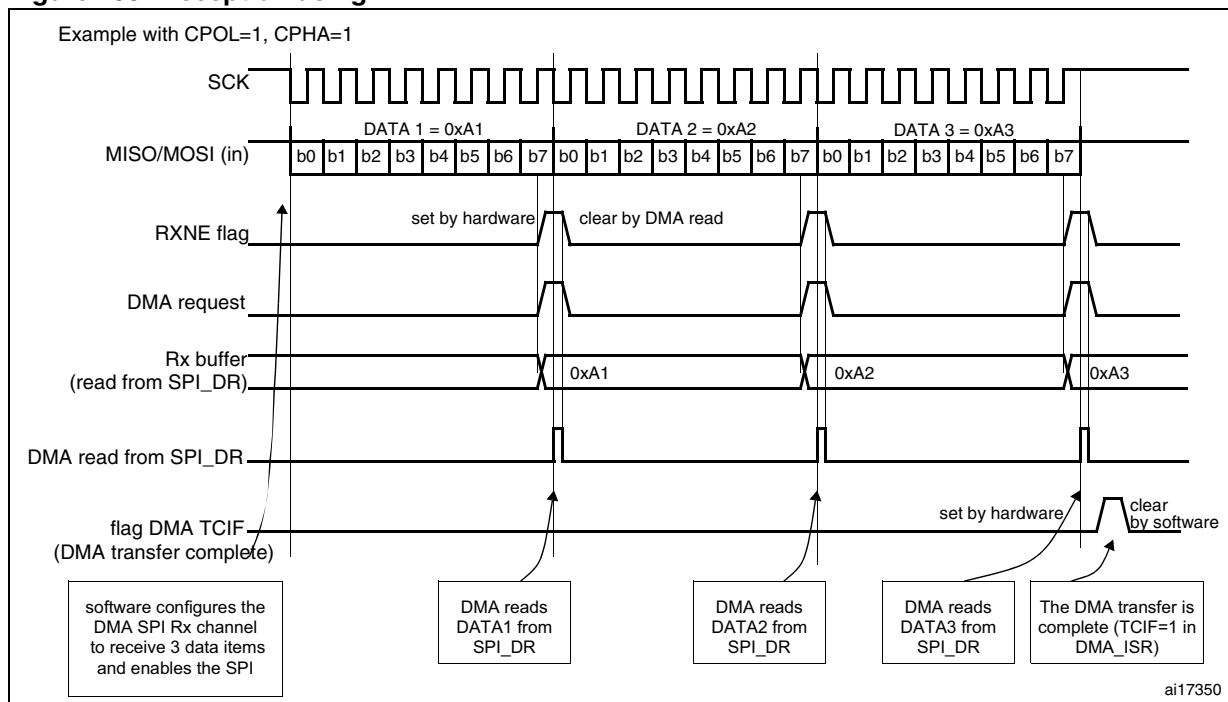 Example with CPOL=1, CPHA=1
SCK
DATA 1 = 0xA1
DATA 2 = 0xA2
DATA 3 = 0xA3
MISO/MOSI (in)
b0 b1 b2 b3 b4 b5 b6 b7 b0 b1 b2 b3 b4 b5 b6 b7 b0 b1 b2 b3 b4 b5 b6 b7
set by hardware
clear by DMA read
RXNE flag
DMA request
Rx buffer
(read from SPI_DR)
0xA1
0xA2
0xA3
DMA read from SPI_DR
flag DMA TCIF
(DMA transfer complete)
set by hardware
clear
by software
software configures the
DMA SPI Rx channel
to receive 3 data items
and enables the SPI
DMA reads
DATA1 from
SPI_DR
DMA reads
DATA2 from
SPI_DR
DMA reads
DATA3 from
SPI_DR
The DMA transfer is
complete (TCIF=1 in
DMA_ISR)
ai17350